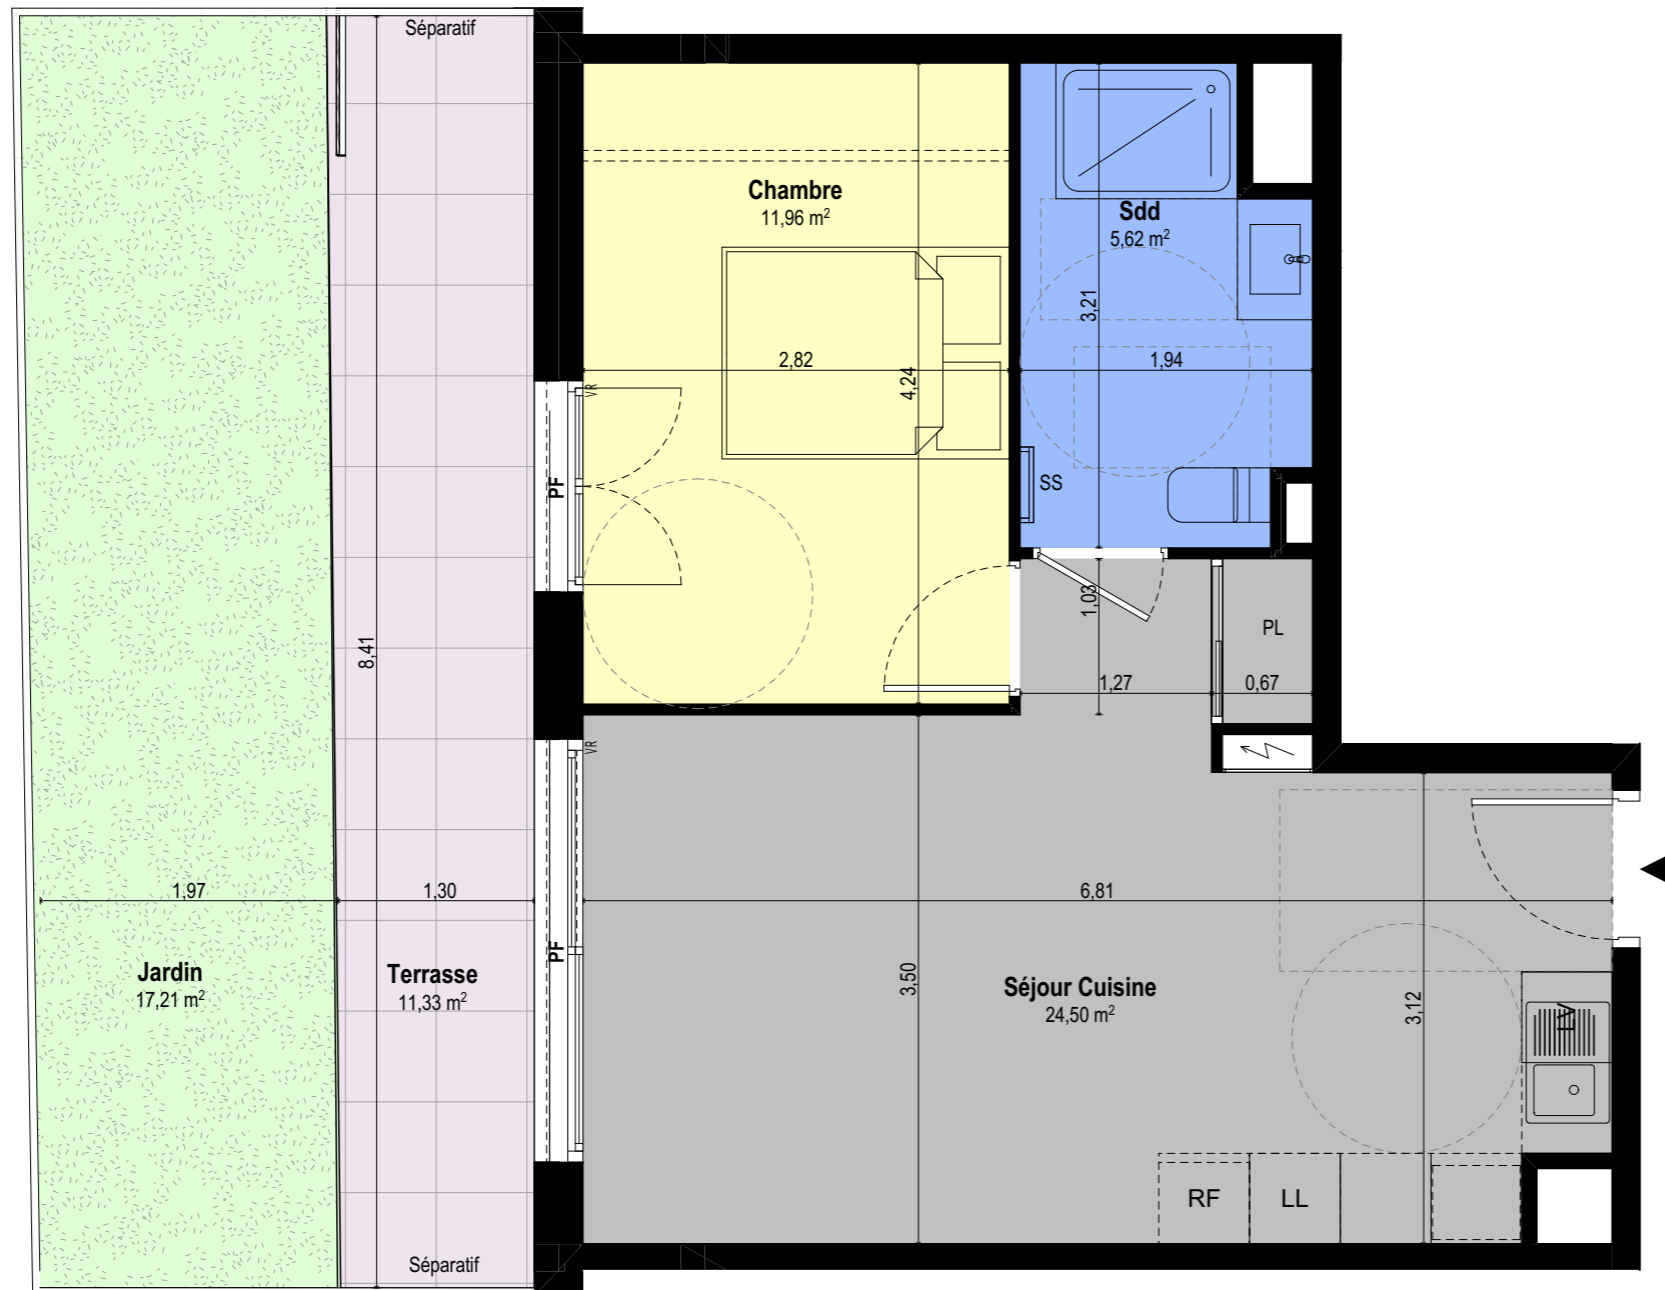 Séparatif
Chambre
11,96 m²
Sdd
5,62 m²
3,21
2,82
4,24
1,94
VR
PF
SS
1,03
PL
8,41
1,27
0,67
VR
1,97
1,30
6,81
PF
3,50
Jardin
17,21 m²
Terrasse
11,33 m²
Séjour Cuisine
24,50 m²
3,12
LV
RF
LL
Séparatif